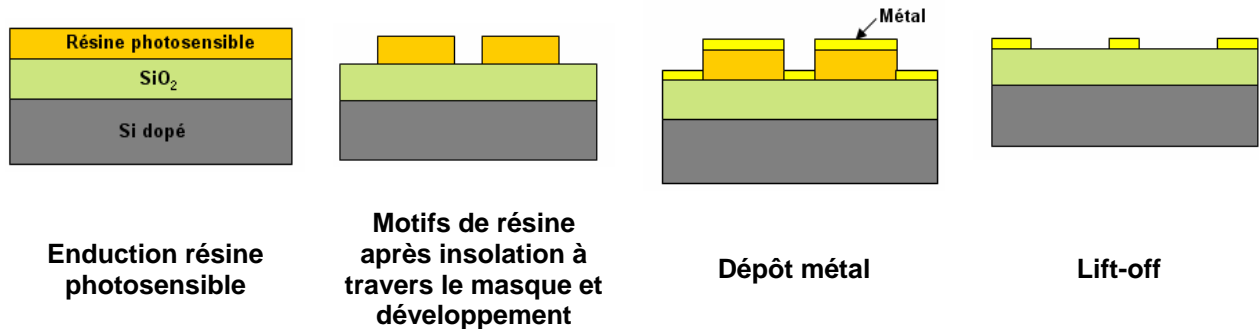 Résine photosensible
SiO₂
Si dopé
Métal
Enduction résine
photosensible
Motifs de résine
après insolation à
travers le masque et
développement
Dépôt métal
Lift-off